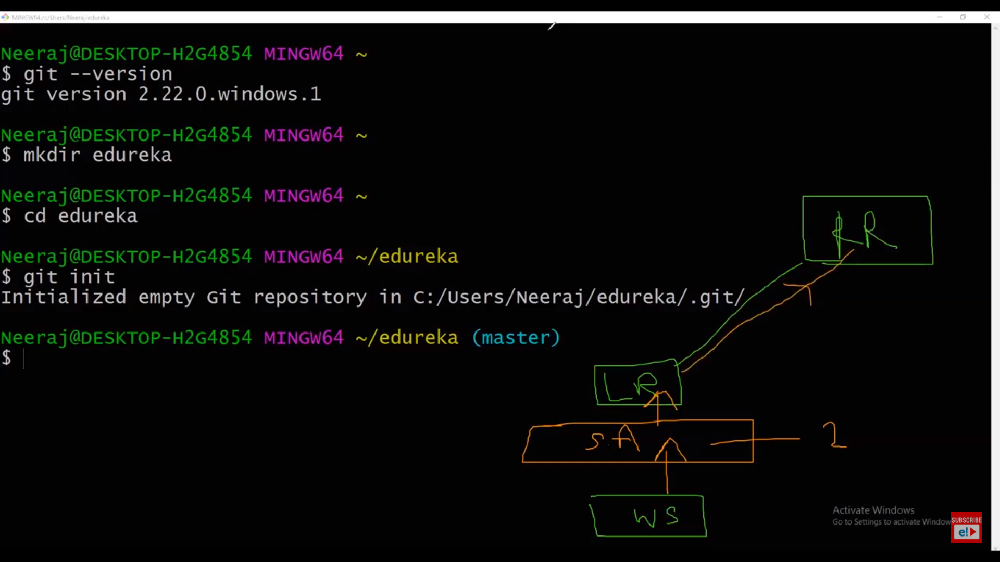 MINGW64:/c/Users/Neeraj/edureka
Neeraj@DESKTOP-H2G4854 MINGW64 ~
$ git --version
git version 2.22.0.windows.1
Neeraj@DESKTOP-H2G4854 MINGW64 ~
$ mkdir edureka
Neeraj@DESKTOP-H2G4854 MINGW64 ~
$ cd edureka
Neeraj@DESKTOP-H2G4854 MINGW64 ~/edureka
$ git init
Initialized empty Git repository in C:/Users/Neeraj/edureka/.git/
Neeraj@DESKTOP-H2G4854 MINGW64 ~/edureka (master)
$
RR
LR
S.A
2
WS
Activate Windows
Go to Settings to activate Window
SUBSCRIBE
e!